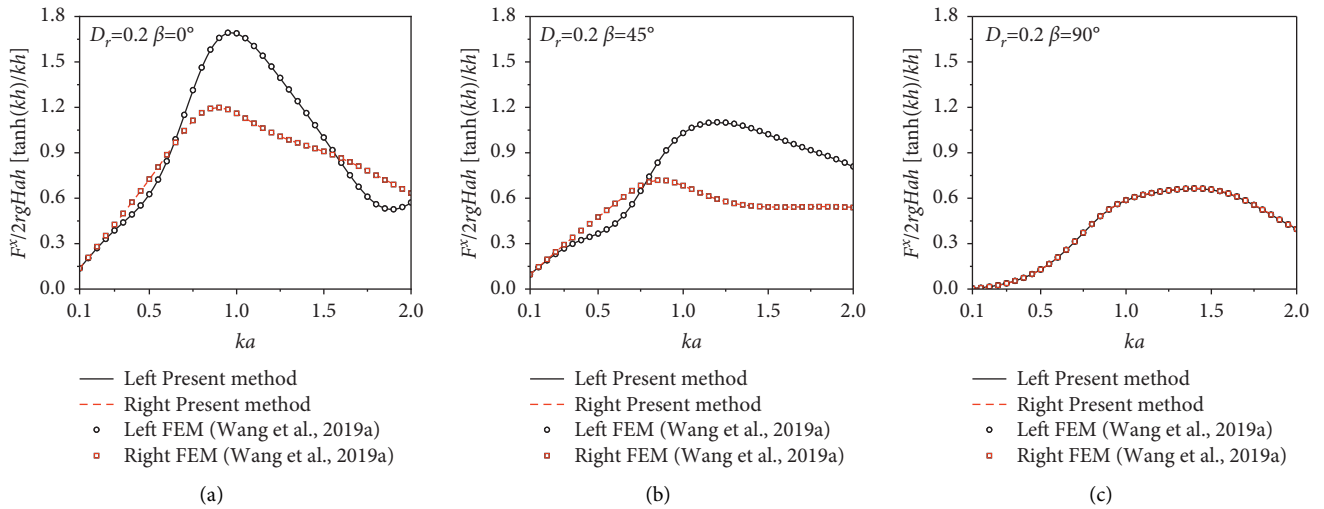 1.8
1.5
1.2
0.9
0.6
0.3
0.0
F^x/2rgHah [tanh(kh)/kh]
D_r=0.2 β=0°
0.1 0.5 1.0 1.5 2.0
ka
Left Present method
Right Present method
Left FEM (Wang et al., 2019a)
Right FEM (Wang et al., 2019a)
(a)
1.8
1.5
1.2
0.9
0.6
0.3
0.0
F^x/2rgHah [tanh(kh)/kh]
D_r=0.2 β=45°
0.1 0.5 1.0 1.5 2.0
ka
Left Present method
Right Present method
Left FEM (Wang et al., 2019a)
Right FEM (Wang et al., 2019a)
(b)
1.8
1.5
1.2
0.9
0.6
0.3
0.0
F^x/2rgHah [tanh(kh)/kh]
D_r=0.2 β=90°
0.1 0.5 1.0 1.5 2.0
ka
Left Present method
Right Present method
Left FEM (Wang et al., 2019a)
Right FEM (Wang et al., 2019a)
(c)